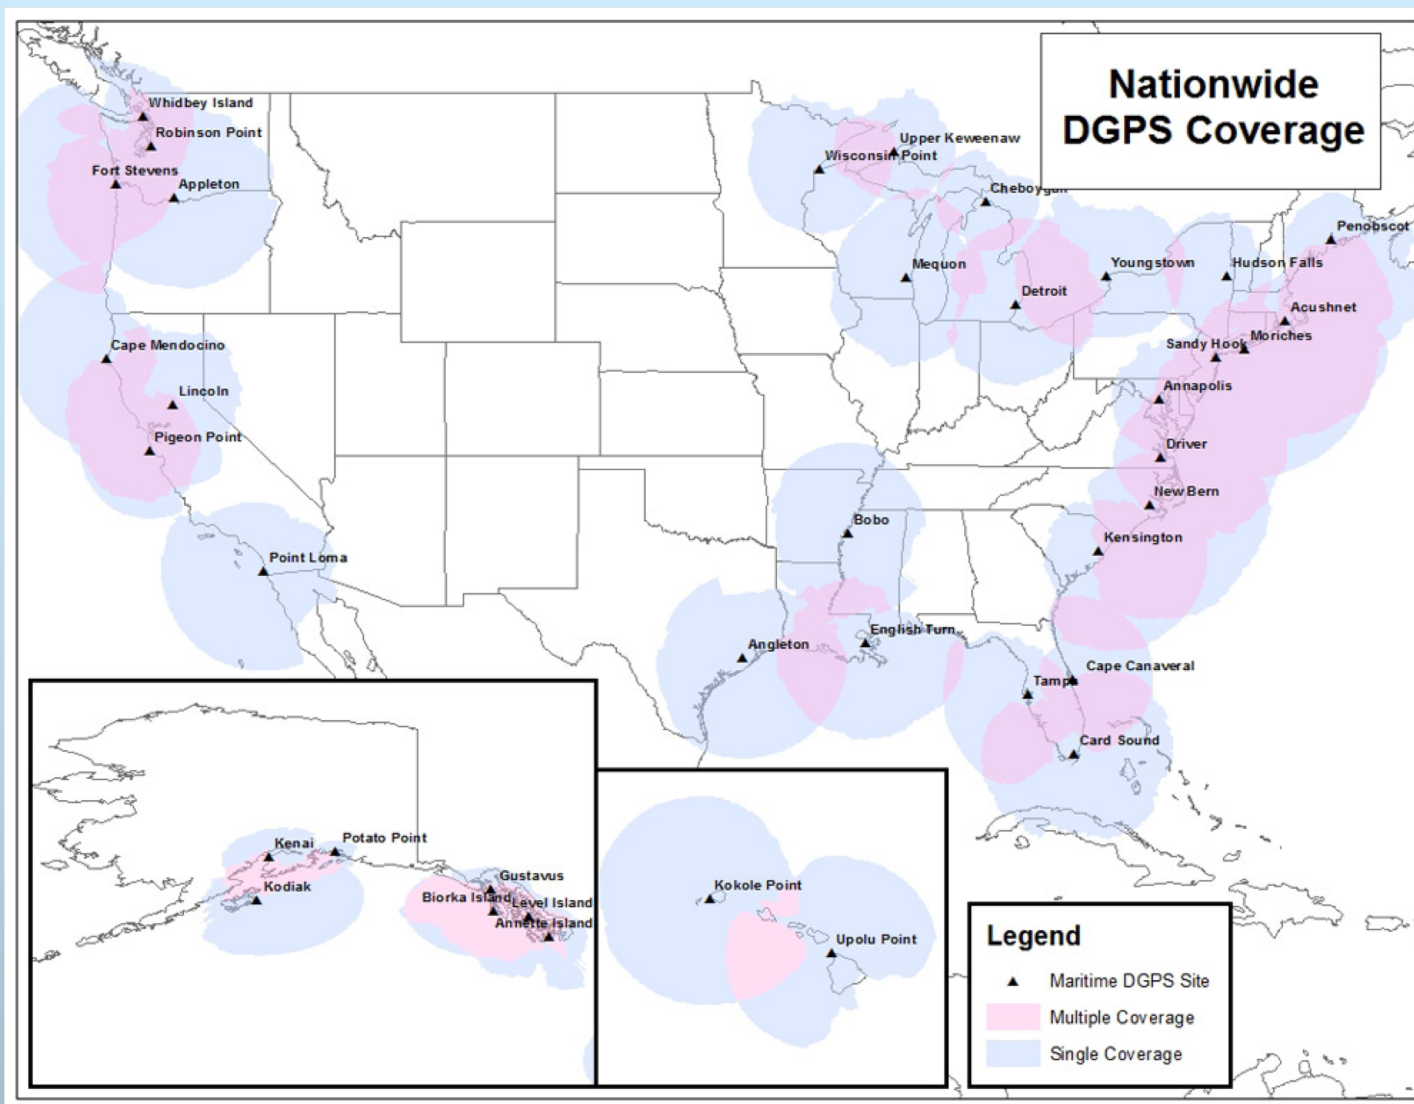 Nationwide
DGPS Coverage
Whidbey Island
Robinson Point
Fort Stevens
Appleton
Upper Keweenaw
Wisconsin Point
Cheboygan
Penobscot
Mequon
Youngstown
Hudson Falls
Detroit
Acushnet
Moriches
Sandy Hook
Cape Mendocino
Annapolis
Lincoln
Pigeon Point
Driver
New Bern
Bobo
Kensington
Point Loma
English Turn
Angleton
Cape Canaveral
Tampa
Card Sound
Kenai
Potato Point
Kodiak
Gustavus
Biorka Island
Level Island
Annette Island
Kokole Point
Upolu Point
Legend
Maritime DGPS Site
Multiple Coverage
Single Coverage